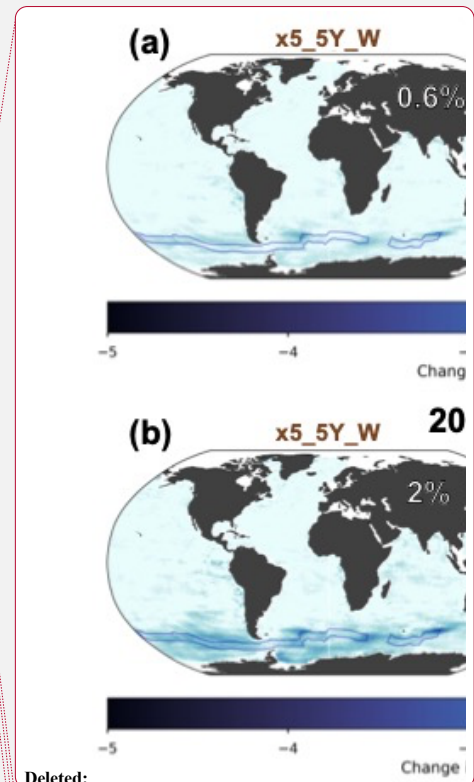 (a)
x5_5Y_W
0.6%
−5
−4
Chang
(b)
x5_5Y_W
20
2%
−5
−4
Change
Deleted: